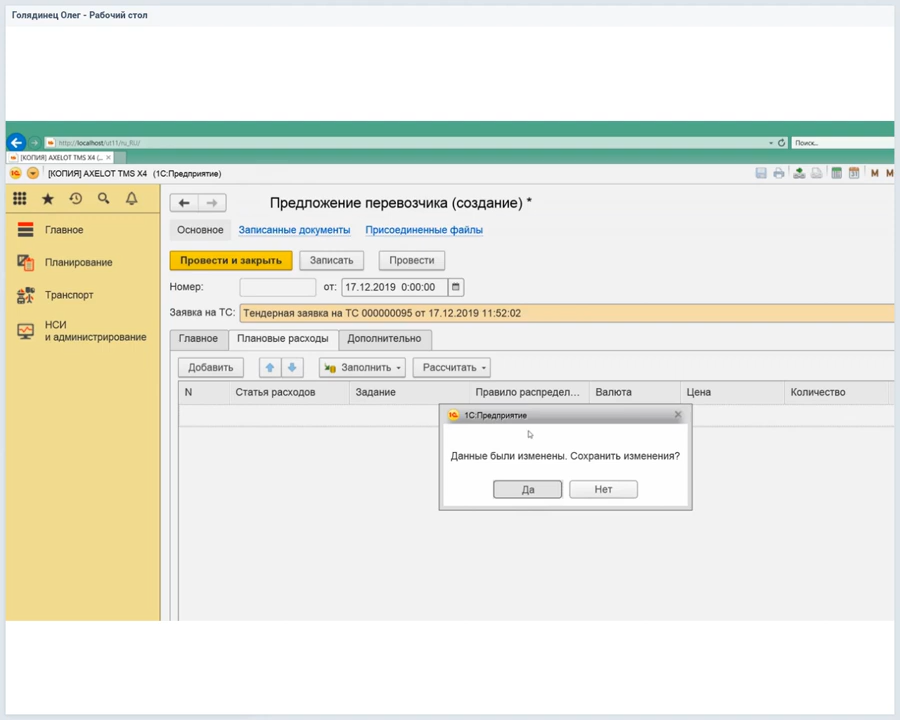 Голядинец Олег - Рабочий стол
http://localhost/ut11/ru_RU/
Поиск...
[КОПИЯ] AXELOT TMS X4 (...
[КОПИЯ] AXELOT TMS X4 (1С:Предприятие)
M M
Предложение перевозчика (создание) *
Главное
Планирование
Транспорт
НСИ
и администрирование
Основное Записанные документы Присоединенные файлы
Провести и закрыть Записать Провести
Номер: от: 17.12.2019 0:00:00
Заявка на ТС: Тендерная заявка на ТС 000000095 от 17.12.2019 11:52:02
Главное Плановые расходы Дополнительно
Добавить Заполнить Рассчитать
N Статья расходов Задание Правило распредел... Валюта Цена Количество
1С:Предприятие
Данные были изменены. Сохранить изменения?
Да Нет